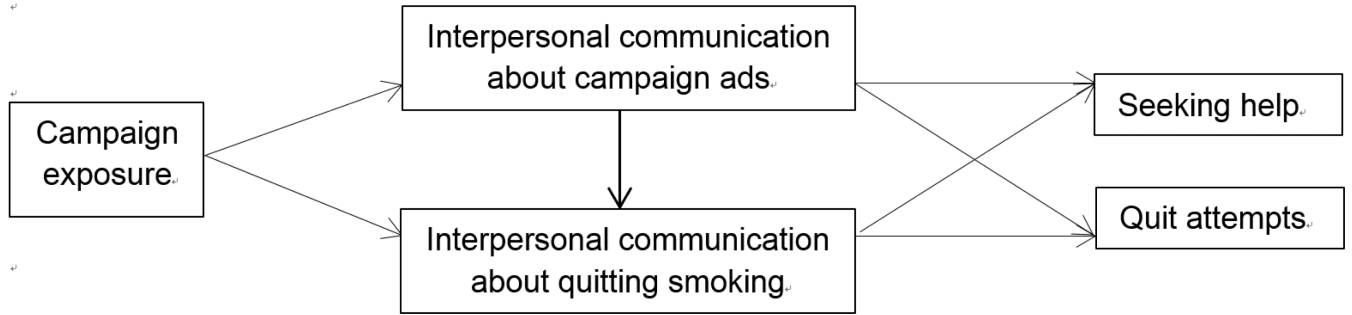 Campaign
exposure
Interpersonal communication
about campaign ads
Interpersonal communication
about quitting smoking
Seeking help
Quit attempts